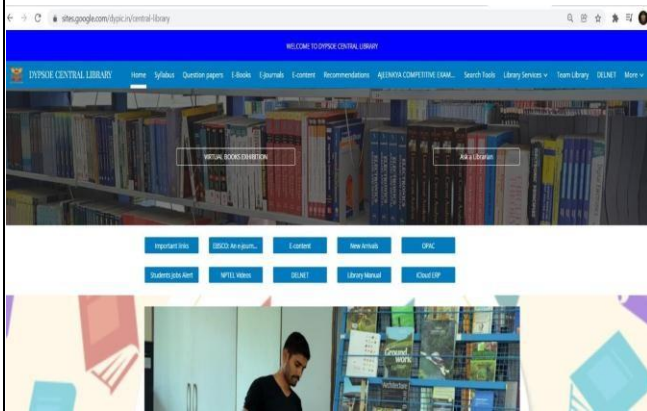 sites.google.com/dypic.in/central-library
WELCOME TO DYPSOE CENTRAL LIBRARY
DYPSOE CENTRAL LIBRARY Home Syllabus Question papers E-Books E-Journals E-content Recommendations AJEENKYA COMPETITIVE EXAM... Search Tools Library Services Team Library DELNET More
VIRTUAL BOOKS EXHIBITION Ask a Librarian
Important links EBSCO: An e-journ... E-content New Arrivals OPAC
Students Jobs Alert NPTEL Videos DELNET Library Manual iCloud ERP
Ground
work
Architecture